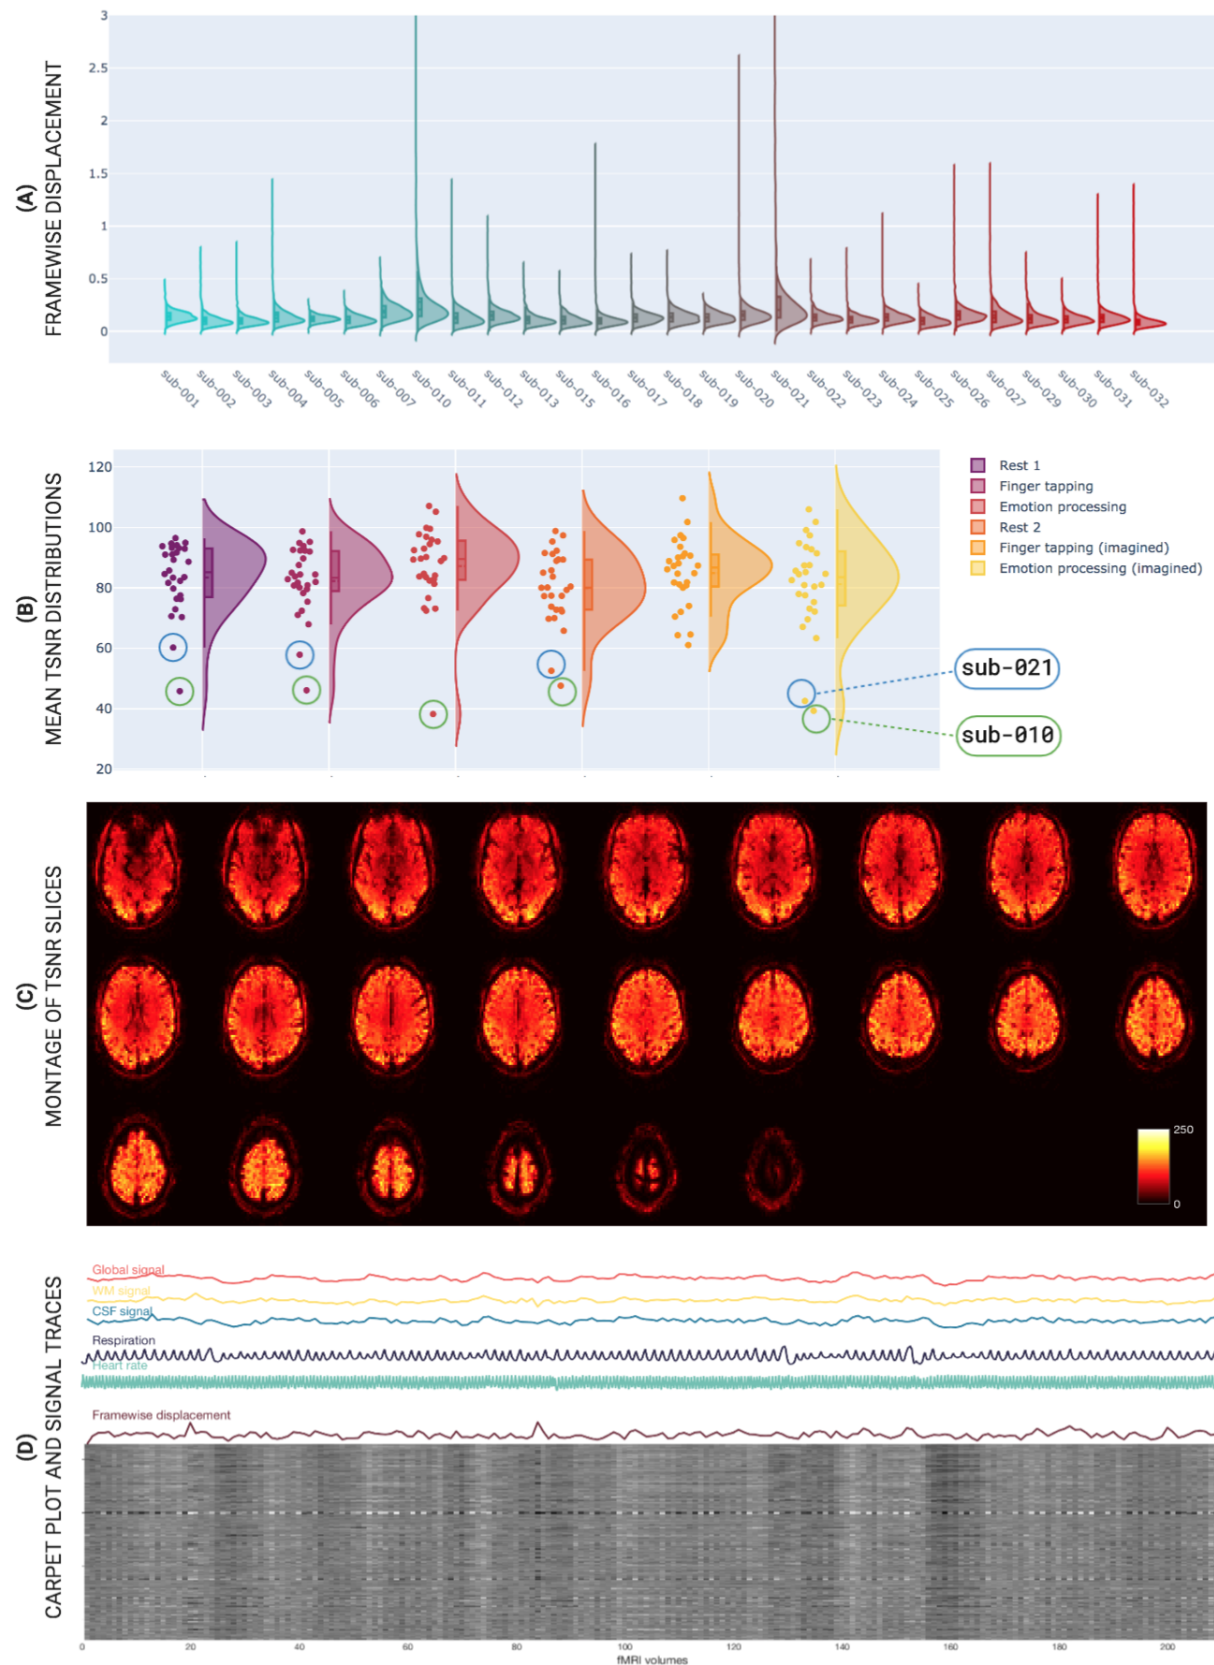 (A)
FRAMEWISE DISPLACEMENT
3
2.5
2
1.5
1
0.5
0
sub-001
sub-002
sub-003
sub-004
sub-005
sub-006
sub-007
sub-010
sub-011
sub-012
sub-013
sub-015
sub-016
sub-017
sub-018
sub-019
sub-020
sub-021
sub-022
sub-023
sub-024
sub-025
sub-026
sub-027
sub-029
sub-030
sub-031
sub-032
(B)
MEAN TSNR DISTRIBUTIONS
120
100
80
60
40
20
Rest 1
Finger tapping
Emotion processing
Rest 2
Finger tapping (imagined)
Emotion processing (imagined)
sub-021
sub-010
(C)
MONTAGE OF TSNR SLICES
250
0
(D)
CARPET PLOT AND SIGNAL TRACES
Global signal
WM signal
CSF signal
Respiration
Heart rate
Framewise displacement
0 20 40 60 80 100 120 140 160 180 200
fMRI volumes